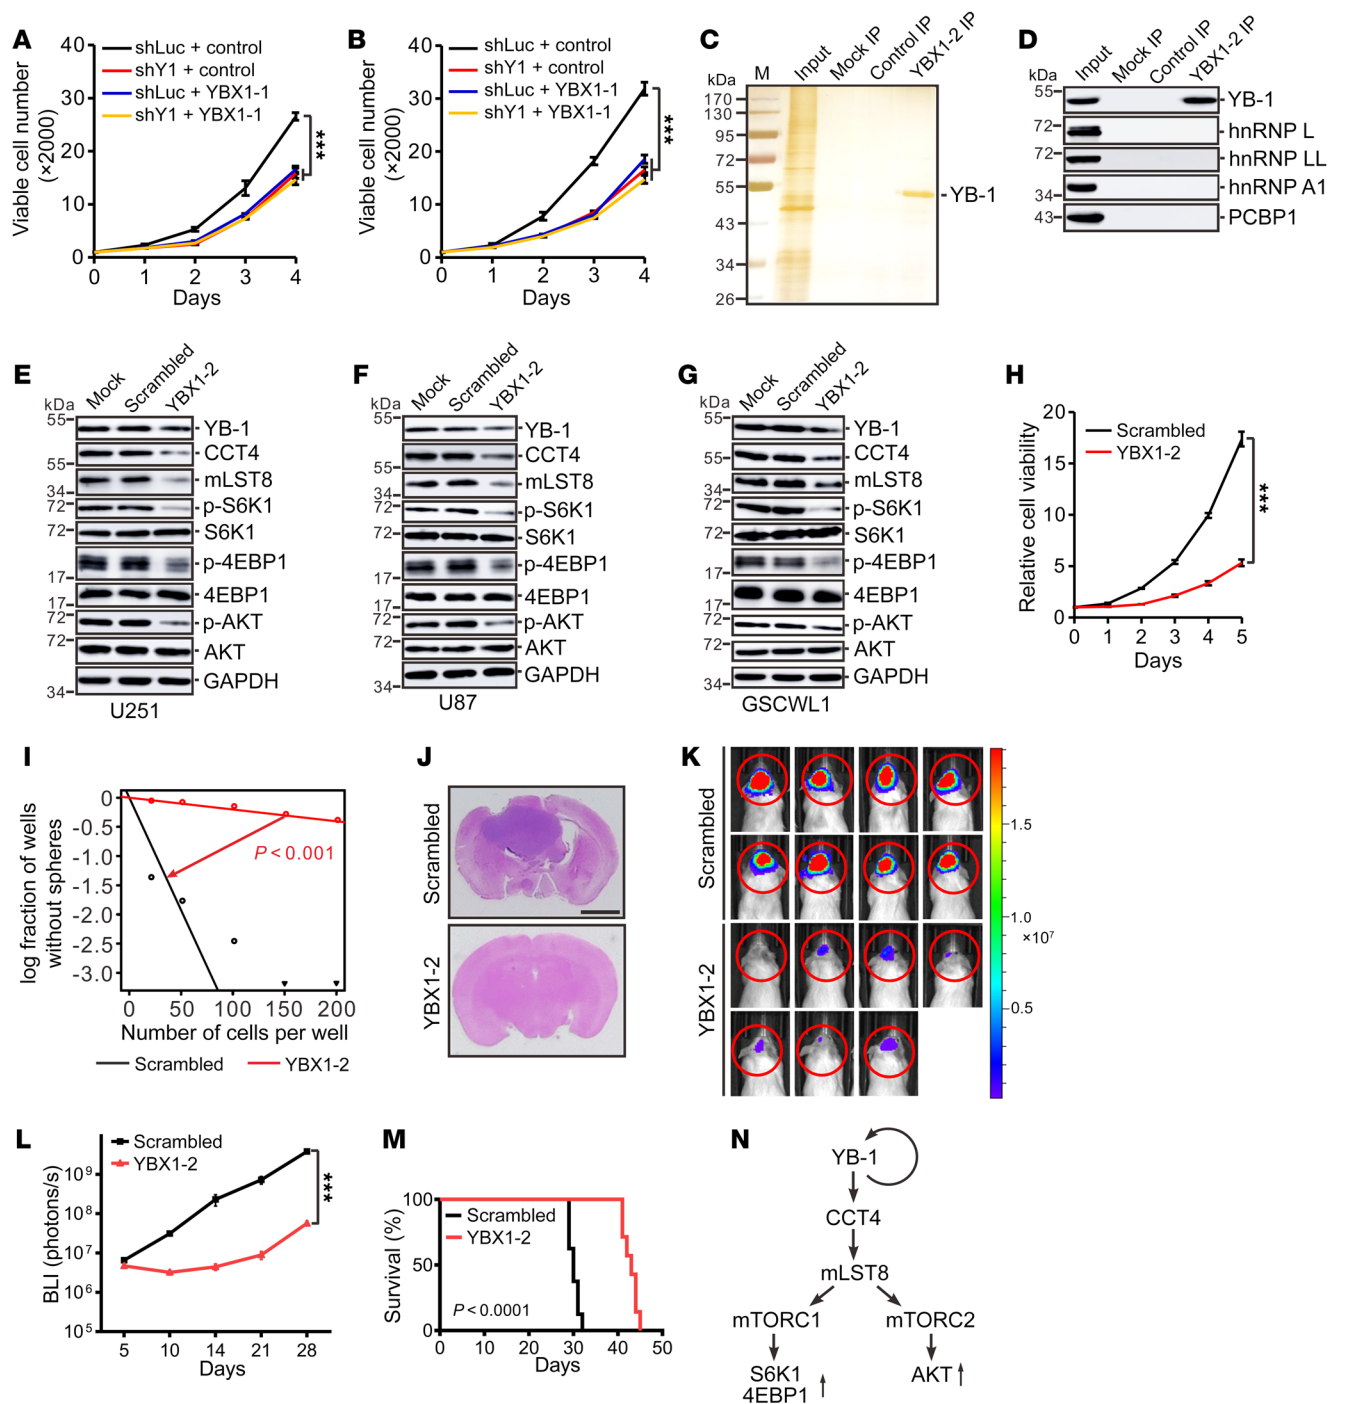 A
40
30
20
10
0
Viable cell number
(×2000)
shLuc + control
shY1 + control
shLuc + YBX1-1
shY1 + YBX1-1
***
0 1 2 3 4
Days
B
40
30
20
10
0
Viable cell number
(×2000)
shLuc + control
shY1 + control
shLuc + YBX1-1
shY1 + YBX1-1
***
0 1 2 3 4
Days
C
kDa
M
Input
Mock IP
Control IP
YBX1-2 IP
170
130
95
72
55
43
34
26
YB-1
D
kDa
Input
Mock IP
Control IP
YBX1-2 IP
55
YB-1
72
hnRNP L
72
hnRNP LL
34
hnRNP A1
43
PCBP1
E
kDa
Mock
Scrambled
YBX1-2
55
YB-1
CCT4
55
mLST8
34
72
p-S6K1
72
S6K1
p-4EBP1
17
4EBP1
17
72
p-AKT
72
AKT
GAPDH
34
U251
F
kDa
Mock
Scrambled
YBX1-2
55
YB-1
CCT4
55
mLST8
34
72
p-S6K1
72
S6K1
p-4EBP1
17
4EBP1
17
72
p-AKT
72
AKT
GAPDH
34
U87
G
kDa
Mock
Scrambled
YBX1-2
55
YB-1
CCT4
55
mLST8
34
72
p-S6K1
72
S6K1
p-4EBP1
17
4EBP1
17
72
p-AKT
72
AKT
GAPDH
34
GSCWL1
H
20
15
10
5
0
Relative cell viability
Scrambled
YBX1-2
***
0 1 2 3 4 5
Days
I
0
-0.5
-1.0
-1.5
-2.0
-2.5
-3.0
log fraction of wells
without spheres
P < 0.001
0 50 100 150 200
Number of cells per well
Scrambled YBX1-2
J
Scrambled
YBX1-2
K
Scrambled
YBX1-2
1.5
1.0
×10⁷
0.5
L
Scrambled
YBX1-2
10⁹
10⁸
10⁷
10⁶
10⁵
BLI (photons/s)
***
5 10 14 21 28
Days
M
100
50
0
Survival (%)
Scrambled
YBX1-2
P < 0.0001
0 10 20 30 40 50
Days
N
YB-1
CCT4
mLST8
mTORC1 mTORC2
S6K1 AKT
4EBP1